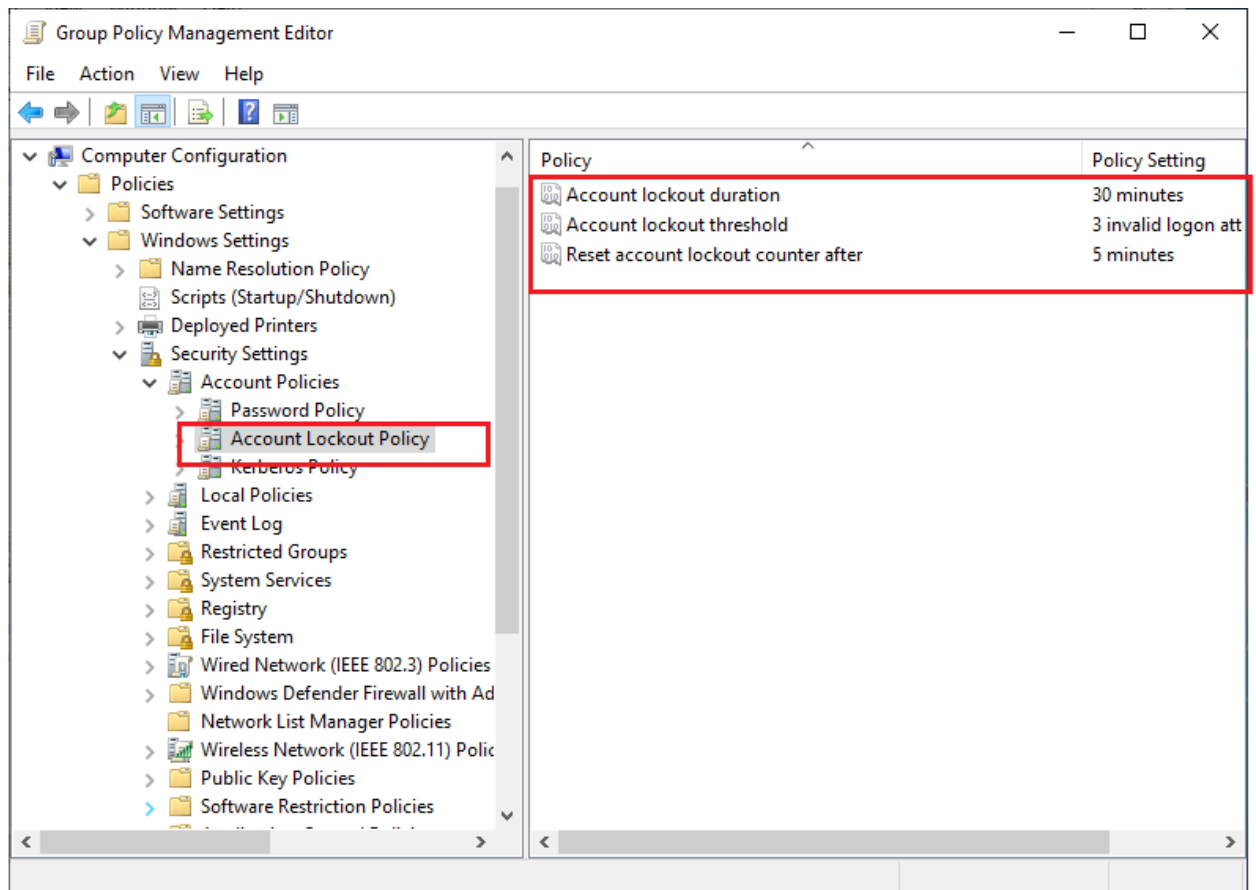 Group Policy Management Editor
File Action View Help
Computer Configuration
Policies
Software Settings
Windows Settings
Name Resolution Policy
Scripts (Startup/Shutdown)
Deployed Printers
Security Settings
Account Policies
Password Policy
Account Lockout Policy
Kerberos Policy
Local Policies
Event Log
Restricted Groups
System Services
Registry
File System
Wired Network (IEEE 802.3) Policies
Windows Defender Firewall with Ad
Network List Manager Policies
Wireless Network (IEEE 802.11) Polic
Public Key Policies
Software Restriction Policies
Policy Policy Setting
Account lockout duration 30 minutes
Account lockout threshold 3 invalid logon att
Reset account lockout counter after 5 minutes